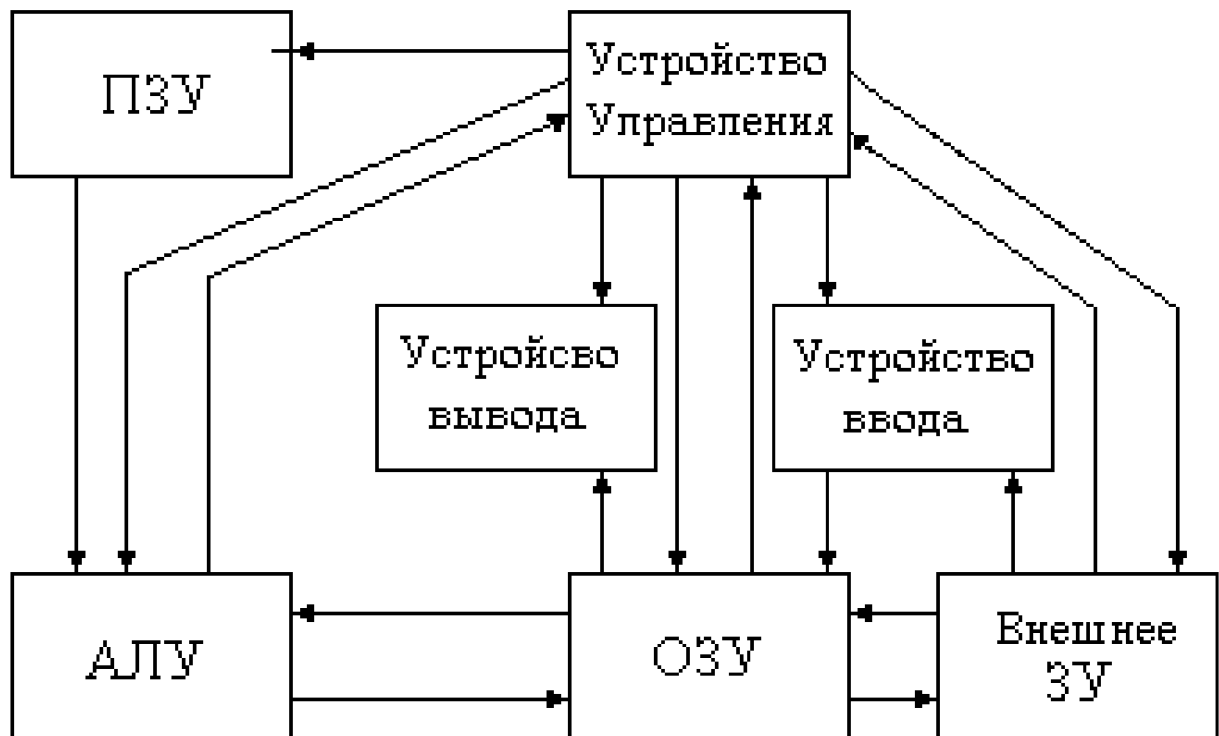 ПЗУ
Устройство
Управления
Устройсво
вывода
Устройство
ввода
АЛУ
ОЗУ
Внешнее
ЗУ